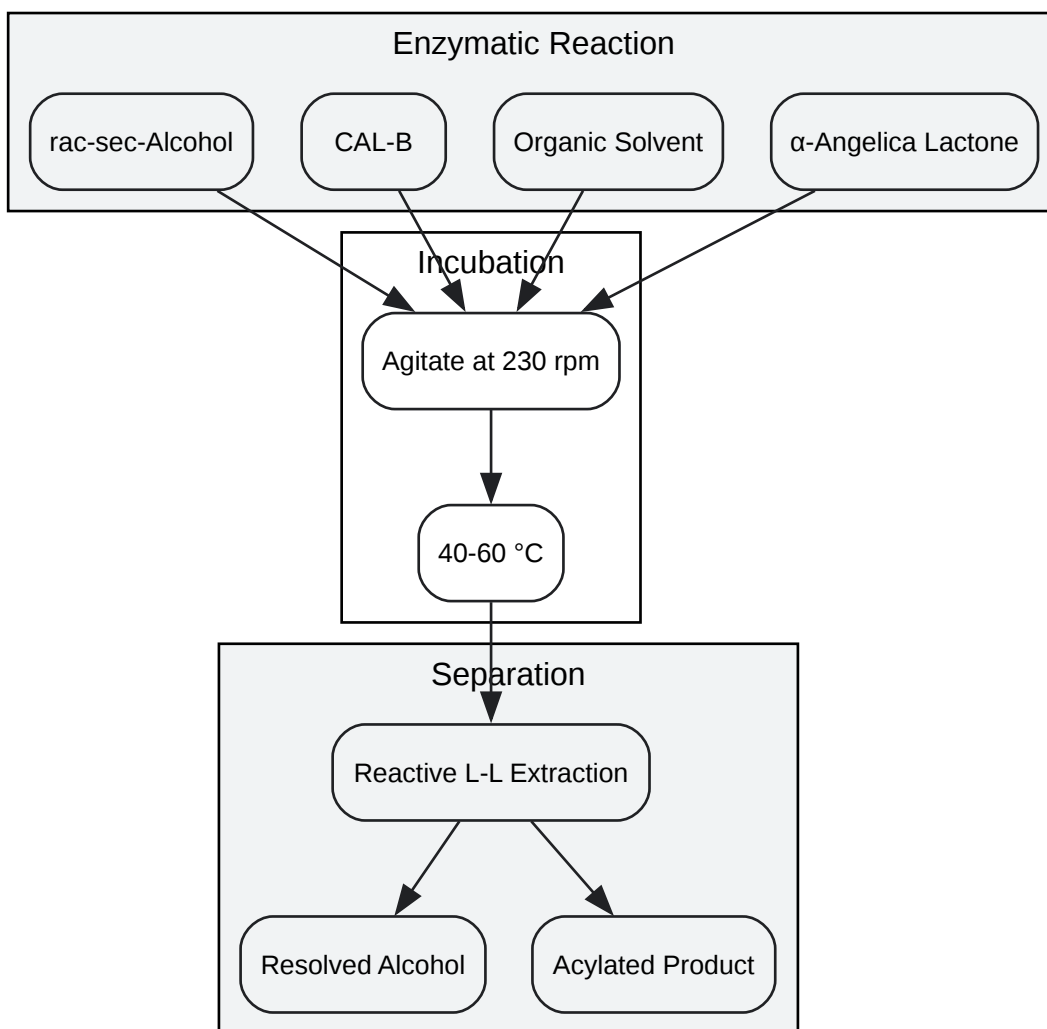 Enzymatic Reaction
rac-sec-Alcohol
CAL-B
Organic Solvent
α-Angelica Lactone
Incubation
Agitate at 230 rpm
40-60 °C
Separation
Reactive L-L Extraction
Resolved Alcohol
Acylated Product